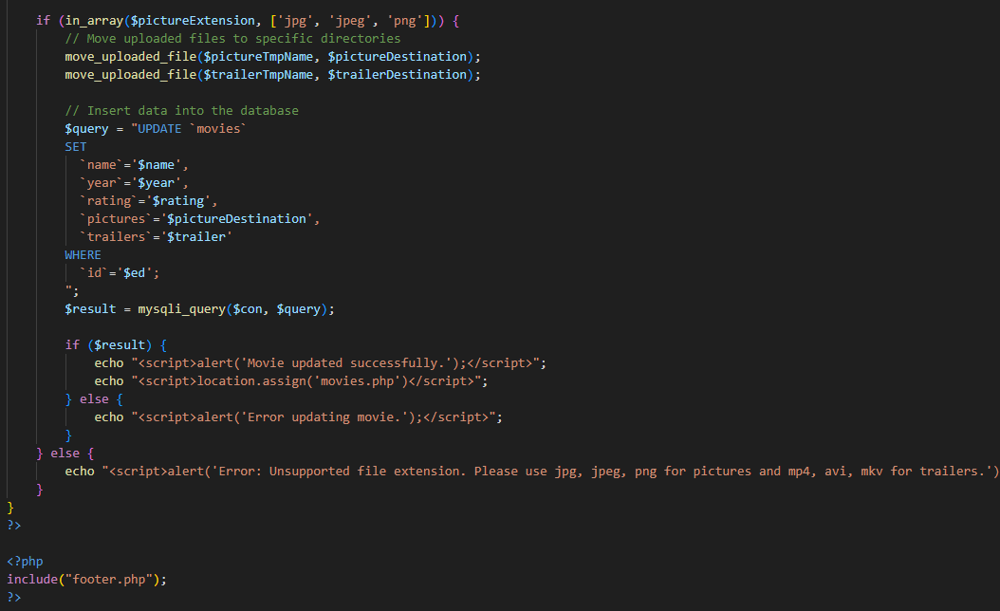 if (in_array($pictureExtension, ['jpg', 'jpeg', 'png'])) {
// Move uploaded files to specific directories
move_uploaded_file($pictureTmpName, $pictureDestination);
move_uploaded_file($trailerTmpName, $trailerDestination);
// Insert data into the database
$query = "UPDATE `movies`
SET
`name`='$name',
`year`='$year',
`rating`='$rating',
`pictures`='$pictureDestination',
`trailers`='$trailer'
WHERE
`id`='$ed';
";
$result = mysqli_query($con, $query);
if ($result) {
echo "<script>alert('Movie updated successfully.');</script>";
echo "<script>location.assign('movies.php')</script>";
} else {
echo "<script>alert('Error updating movie.');</script>";
}
} else {
echo "<script>alert('Error: Unsupported file extension. Please use jpg, jpeg, png for pictures and mp4, avi, mkv for trailers.')
}
}
?>
<?php
include("footer.php");
?>